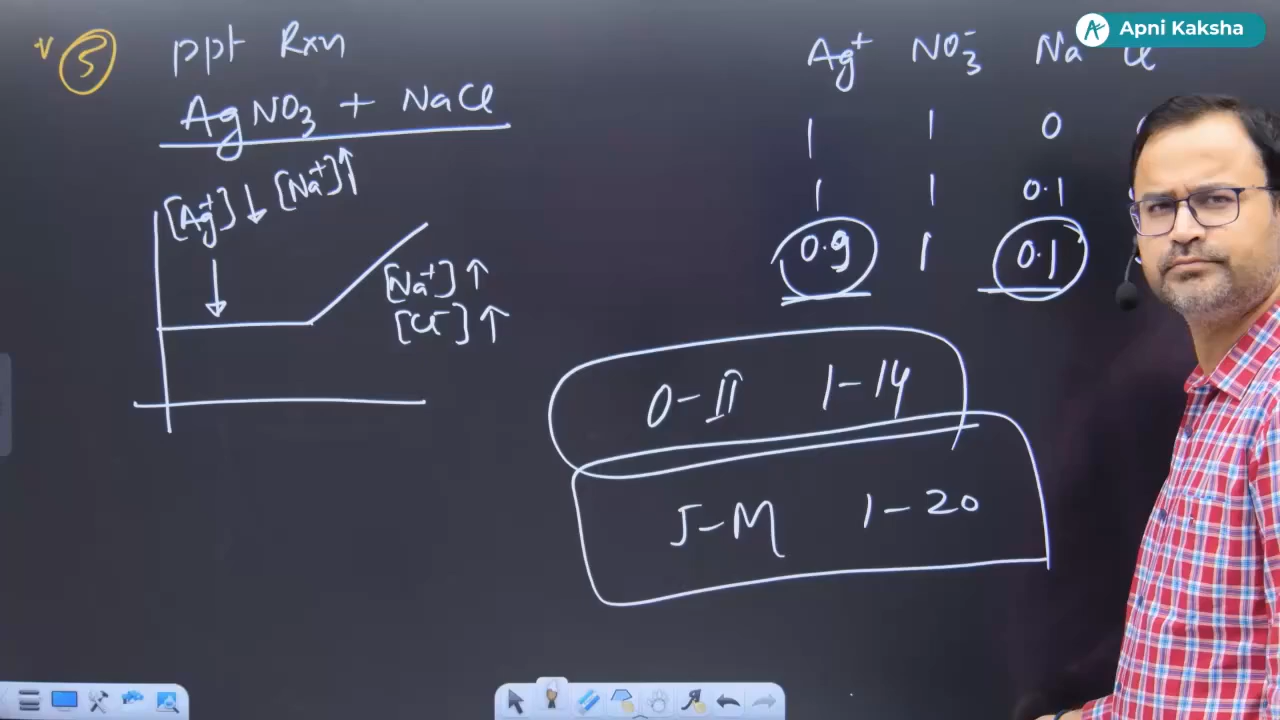 Apni Kaksha
5 ppt Rxn
AgNO3 + NaCl
[Ag+]↓ [Na+]↑
[Na+]↑
[Cl-]↑
Ag+ NO3- Na Cl
1 1 0
1 1 0.1
0.9 1 0.1
O-II 1-14
J-M 1-20